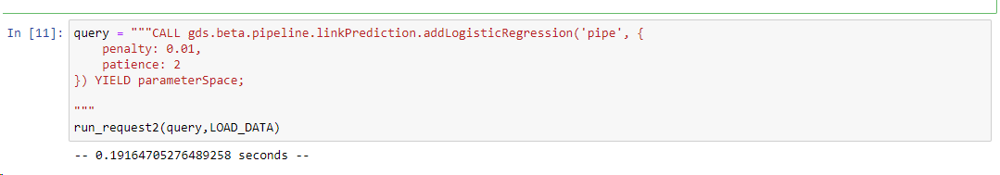 In [11]: query = """CALL gds.beta.pipeline.linkPrediction.addLogisticRegression('pipe', {
penalty: 0.01,
patience: 2
}) YIELD parameterSpace;
"""
run_request2(query,LOAD_DATA)
-- 0.19164705276489258 seconds --